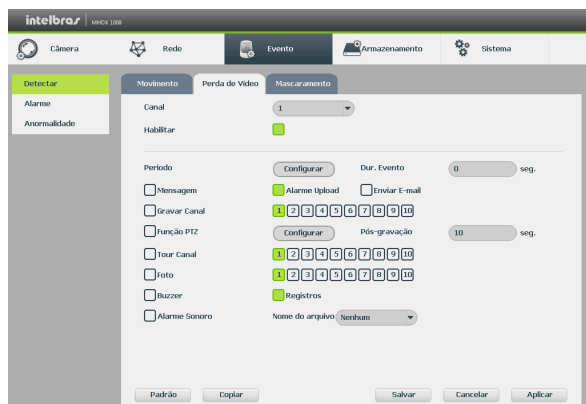 intelbras MHDX 1008
Câmera Rede Evento Armazenamento Sistema
Detectar Movimento Perda de Vídeo Mascaramento
Alarme Canal 1
Anormalidade Habilitar
Período Configurar Dur. Evento 0 seg.
Mensagem Alarme Upload Enviar E-mail
Gravar Canal 1 2 3 4 5 6 7 8 9 10
Função PTZ Configurar Pós-gravação 10 seg.
Tour Canal 1 2 3 4 5 6 7 8 9 10
Foto 1 2 3 4 5 6 7 8 9 10
Buzzer Registros
Alarme Sonoro Nome do arquivo Nenhum
Padrão Copiar Salvar Cancelar Aplicar